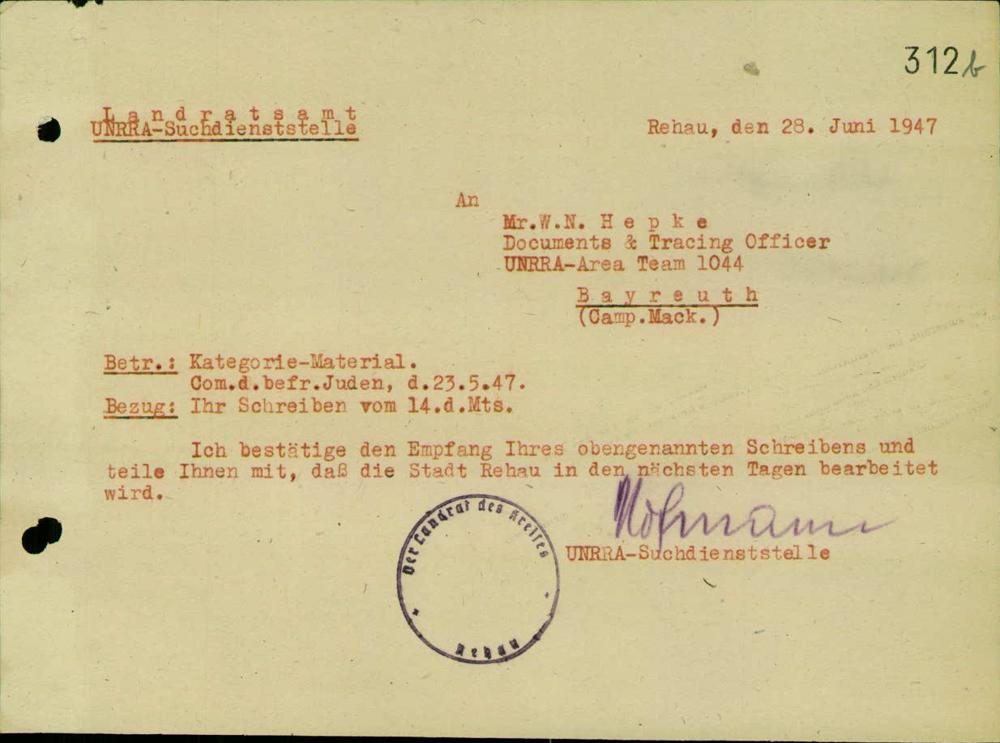 312b
Landratsamt
UNRRA-Suchdienststelle
Rehau, den 28. Juni 1947
An
Mr.W.N. Hepke
Documents & Tracing Officer
UNRRA-Area Team 1044
Bayreuth
(Camp.Mack.)
Betr.: Kategorie-Material.
Com.d.befr.Juden, d.23.5.47.
Bezug: Ihr Schreiben vom 14.d.Mts.
Ich bestätige den Empfang Ihres obengenannten Schreibens und
teile Ihnen mit, daß die Stadt Rehau in den nächsten Tagen bearbeitet
wird.
Der Landrat des Kreises
Rehau
UNRRA-Suchdienststelle